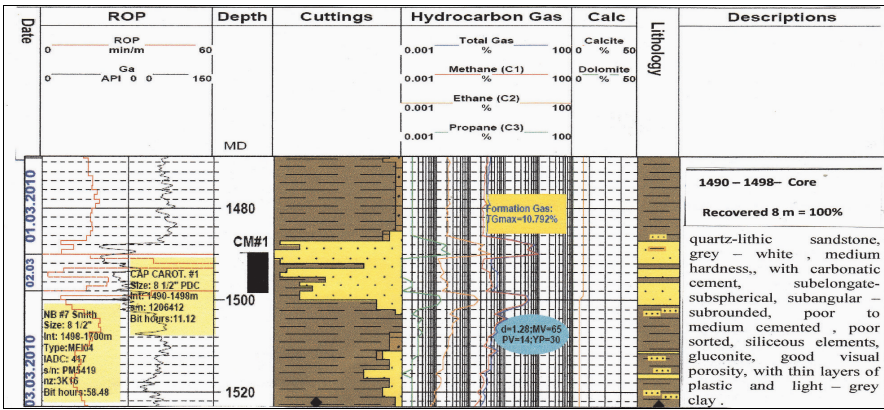 Date
ROP
Depth
Cuttings
Hydrocarbon Gas
Calc
Lithology
Descriptions
ROP
0 min/m 60
Ga
0 API 0 0 150
MD
Total Gas
0.001 % 100
Methane (C1)
0.001 % 100
Ethane (C2)
0.001 % 100
Propane (C3)
0.001 % 100
Calcite
0 % 50
Dolomite
0 % 50
01.03.2010
02.03
03.03.2010
1480
CM#1
1500
1520
CAP CAROT. #1
Size: 8 1/2" PDC
Int: 1490-1498m
sn: 1206412
Bit hours:11.12
NB #7 Smith
Size: 8 1/2"
Int: 1498-1700m
IADC: 417
s/n: PM5419
nz:3K16
Bit hours:58.48
Formation Gas:
TGmax=10.792%
d=1.28;MV=65
PV=14;YP=30
1490 – 1498– Core
Recovered 8 m = 100%
quartz-lithic sandstone,
grey – white , medium
hardness,, with carbonatic
cement, subelongate-
subspherical, subangular –
subrounded, poor to
medium cemented , poor
sorted, siliceous elements,
gluconite, good visual
porosity, with thin layers of
plastic and light – grey
clay .